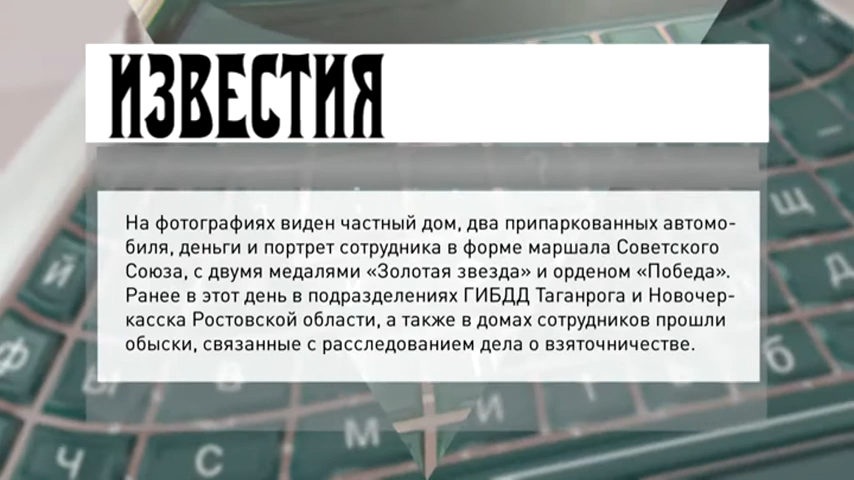 ИЗВЕСТИЯ
На фотографиях виден частный дом, два припаркованных автомо-
биля, деньги и портрет сотрудника в форме маршала Советского
Союза, с двумя медалями «Золотая звезда» и орденом «Победа».
Ранее в этот день в подразделениях ГИБДД Таганрога и Новочер-
касска Ростовской области, а также в домах сотрудников прошли
обыски, связанные с расследованием дела о взяточничестве.
Щ
Й
Д
Ф
Ы
В
Б
М
И
Ч
С